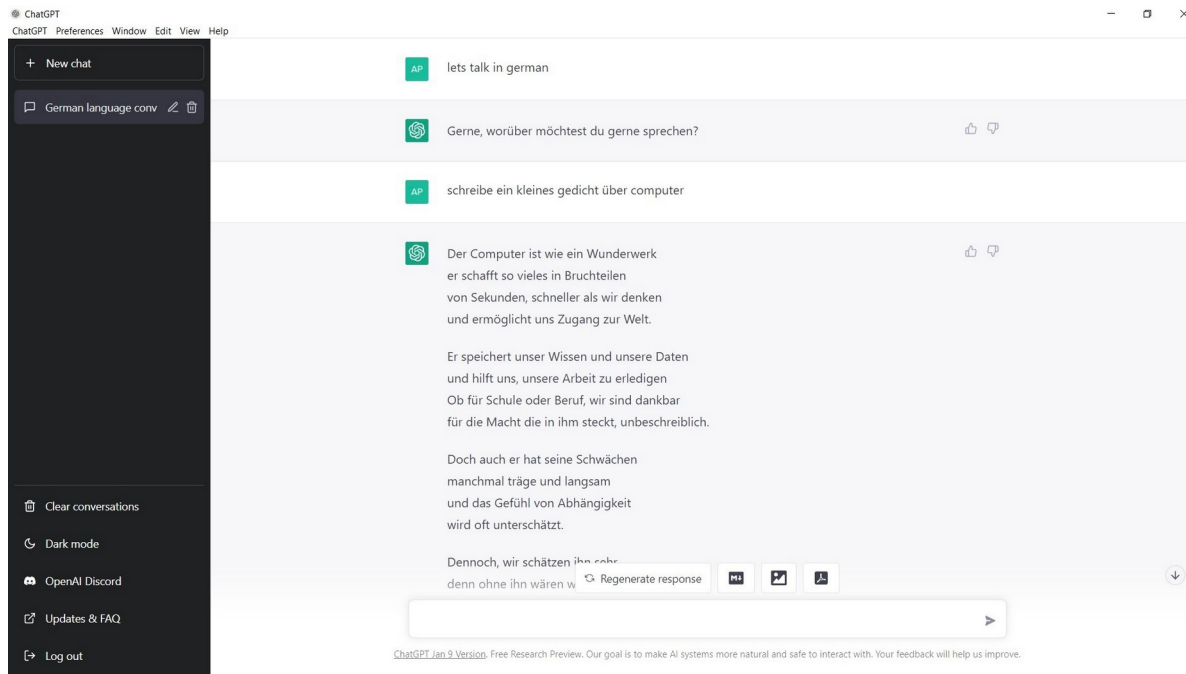 ChatGPT
ChatGPT Preferences Window Edit View Help
+ New chat
German language conv
Clear conversations
Dark mode
OpenAI Discord
Updates & FAQ
Log out
AP
lets talk in german
Gerne, worüber möchtest du gerne sprechen?
AP
schreibe ein kleines gedicht über computer
Der Computer ist wie ein Wunderwerk
er schafft so vieles in Bruchteilen
von Sekunden, schneller als wir denken
und ermöglicht uns Zugang zur Welt.
Er speichert unser Wissen und unsere Daten
und hilft uns, unsere Arbeit zu erledigen
Ob für Schule oder Beruf, wir sind dankbar
für die Macht die in ihm steckt, unbeschreiblich.
Doch auch er hat seine Schwächen
manchmal träge und langsam
und das Gefühl von Abhängigkeit
wird oft unterschätzt.
Dennoch, wir schätzen ihn sehr
denn ohne ihn wären
Regenerate response
M↓
ChatGPT Jan 9 Version. Free Research Preview. Our goal is to make AI systems more natural and safe to interact with. Your feedback will help us improve.